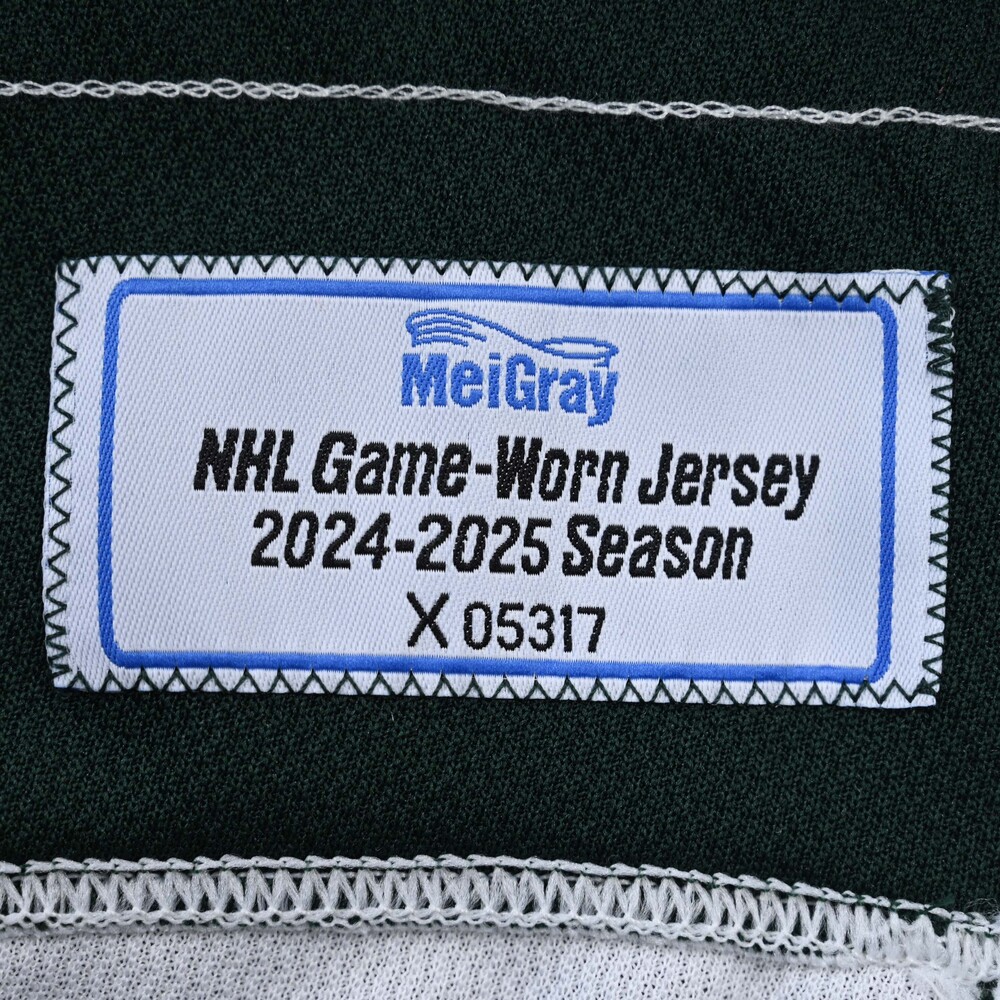 MeiGray
NHL Game-Worn Jersey
2024-2025 Season
X 05317